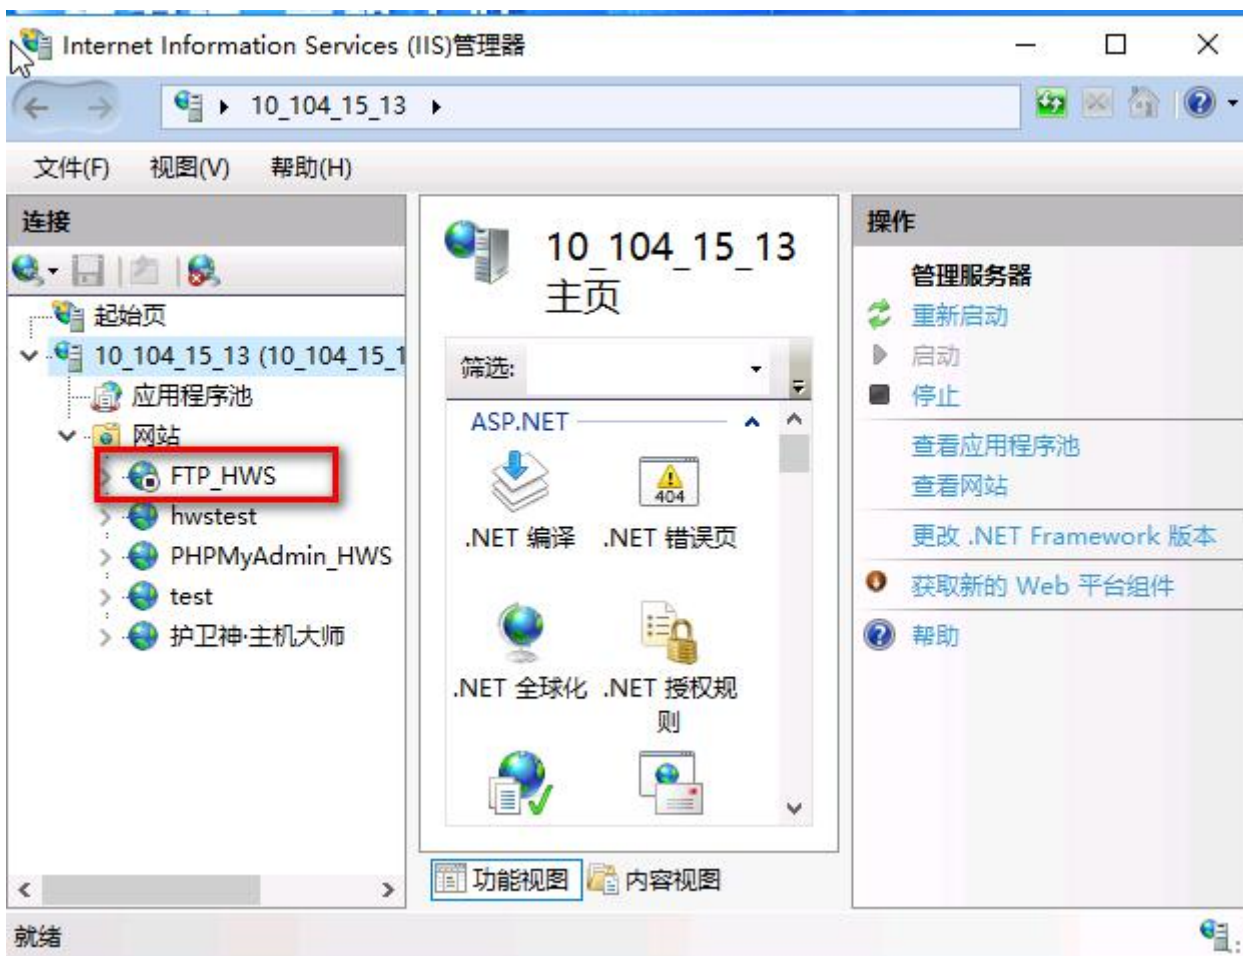 Internet Information Services (IIS)管理器
10_104_15_13
文件(F) 视图(V) 帮助(H)
连接
起始页
10_104_15_13 (10_104_15_1
应用程序池
网站
FTP_HWS
hwstest
PHPMyAdmin_HWS
test
护卫神·主机大师
10_104_15_13
主页
筛选:
ASP.NET
404
.NET 编译 .NET 错误页
.NET 全球化 .NET 授权规
则
功能视图 内容视图
操作
管理服务器
重新启动
启动
停止
查看应用程序池
查看网站
更改 .NET Framework 版本
获取新的 Web 平台组件
帮助
就绪